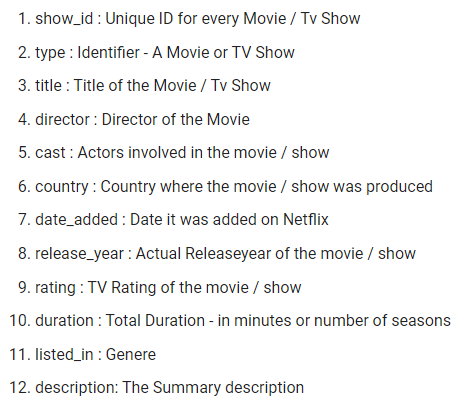 1. show_id : Unique ID for every Movie / Tv Show
2. type : Identifier - A Movie or TV Show
3. title : Title of the Movie / Tv Show
4. director : Director of the Movie
5. cast : Actors involved in the movie / show
6. country : Country where the movie / show was produced
7. date_added : Date it was added on Netflix
8. release_year : Actual Releaseyear of the movie / show
9. rating : TV Rating of the movie / show
10. duration : Total Duration - in minutes or number of seasons
11. listed_in : Genere
12. description: The Summary description